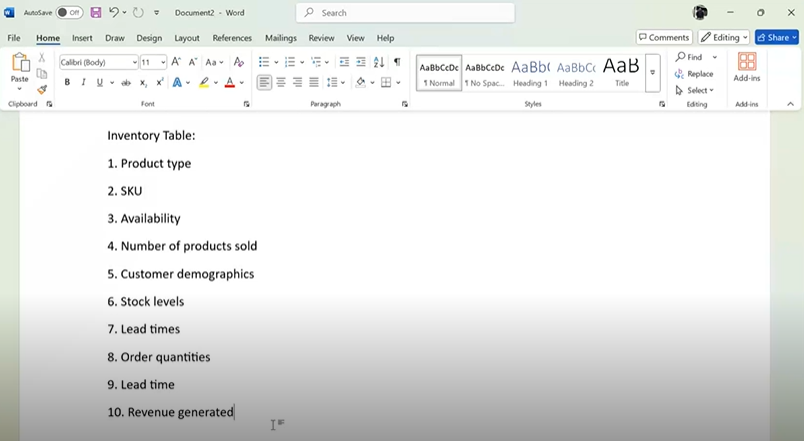 AutoSave Off Document2 - Word Search
File Home Insert Draw Design Layout References Mailings Review View Help Comments Editing Share
Paste
Clipboard
Calibri (Body) 11 A A Aa A
B I U ab x₂ x² A A
Font
Paragraph
AaBbCcDc AaBbCcDc AaBbC AaBbCc AaB
¶ Normal ¶ No Spac... Heading 1 Heading 2 Title
Styles
Find
Replace
Select
Editing
Add-ins
Add-ins
Inventory Table:
1. Product type
2. SKU
3. Availability
4. Number of products sold
5. Customer demographics
6. Stock levels
7. Lead times
8. Order quantities
9. Lead time
10. Revenue generated